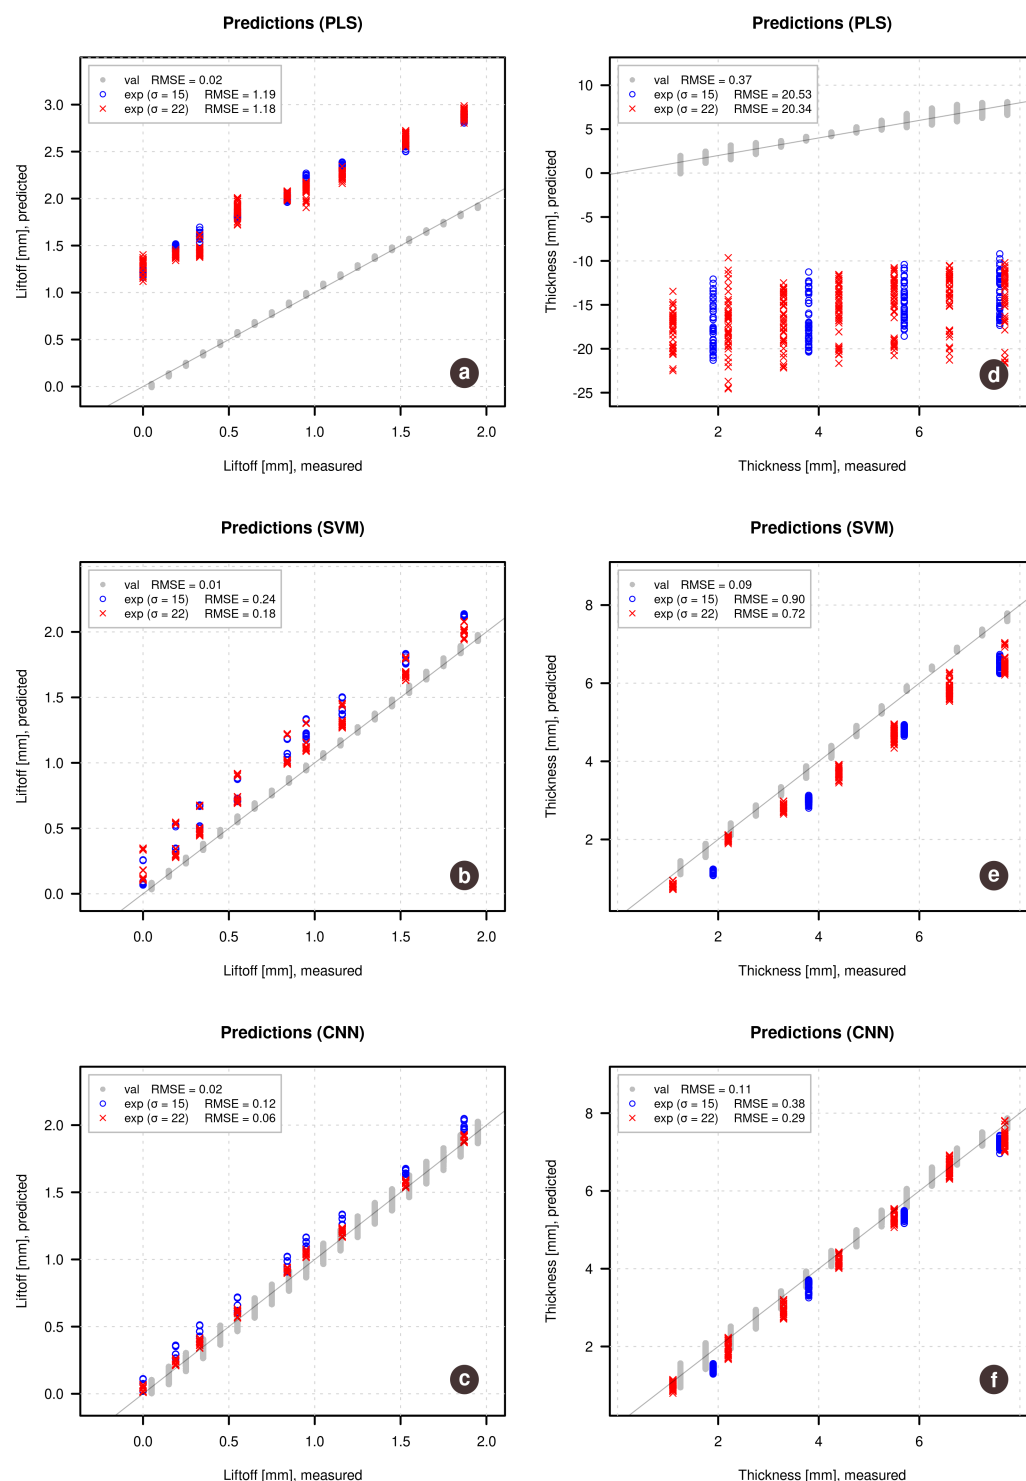 Predictions (PLS)
val RMSE = 0.02
exp (σ = 15) RMSE = 1.19
exp (σ = 22) RMSE = 1.18
3.0
2.5
2.0
1.5
1.0
0.5
0.0
Liftoff [mm], predicted
a
0.0 0.5 1.0 1.5 2.0
Liftoff [mm], measured
Predictions (PLS)
val RMSE = 0.37
exp (σ = 15) RMSE = 20.53
exp (σ = 22) RMSE = 20.34
10
5
0
-5
-10
-15
-20
-25
Thickness [mm], predicted
d
2 4 6
Thickness [mm], measured
Predictions (SVM)
val RMSE = 0.01
exp (σ = 15) RMSE = 0.24
exp (σ = 22) RMSE = 0.18
2.0
1.5
1.0
0.5
0.0
Liftoff [mm], predicted
b
0.0 0.5 1.0 1.5 2.0
Liftoff [mm], measured
Predictions (SVM)
val RMSE = 0.09
exp (σ = 15) RMSE = 0.90
exp (σ = 22) RMSE = 0.72
8
6
4
2
Thickness [mm], predicted
e
2 4 6
Thickness [mm], measured
Predictions (CNN)
val RMSE = 0.02
exp (σ = 15) RMSE = 0.12
exp (σ = 22) RMSE = 0.06
2.0
1.5
1.0
0.5
0.0
Liftoff [mm], predicted
c
0.0 0.5 1.0 1.5 2.0
Liftoff [mm], measured
Predictions (CNN)
val RMSE = 0.11
exp (σ = 15) RMSE = 0.38
exp (σ = 22) RMSE = 0.29
8
6
4
2
Thickness [mm], predicted
f
2 4 6
Thickness [mm], measured